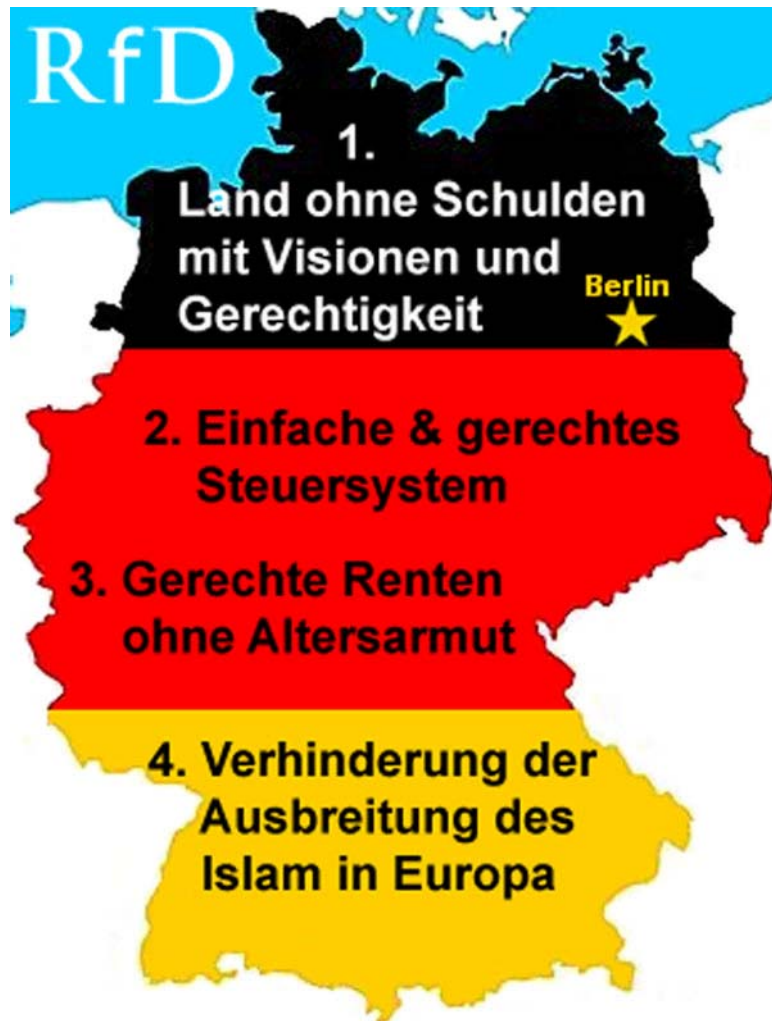 RfD
1.
Land ohne Schulden
mit Visionen und
Gerechtigkeit
Berlin
2. Einfache & gerechtes
Steuersystem
3. Gerechte Renten
ohne Altersarmut
4. Verhinderung der
Ausbreitung des
Islam in Europa